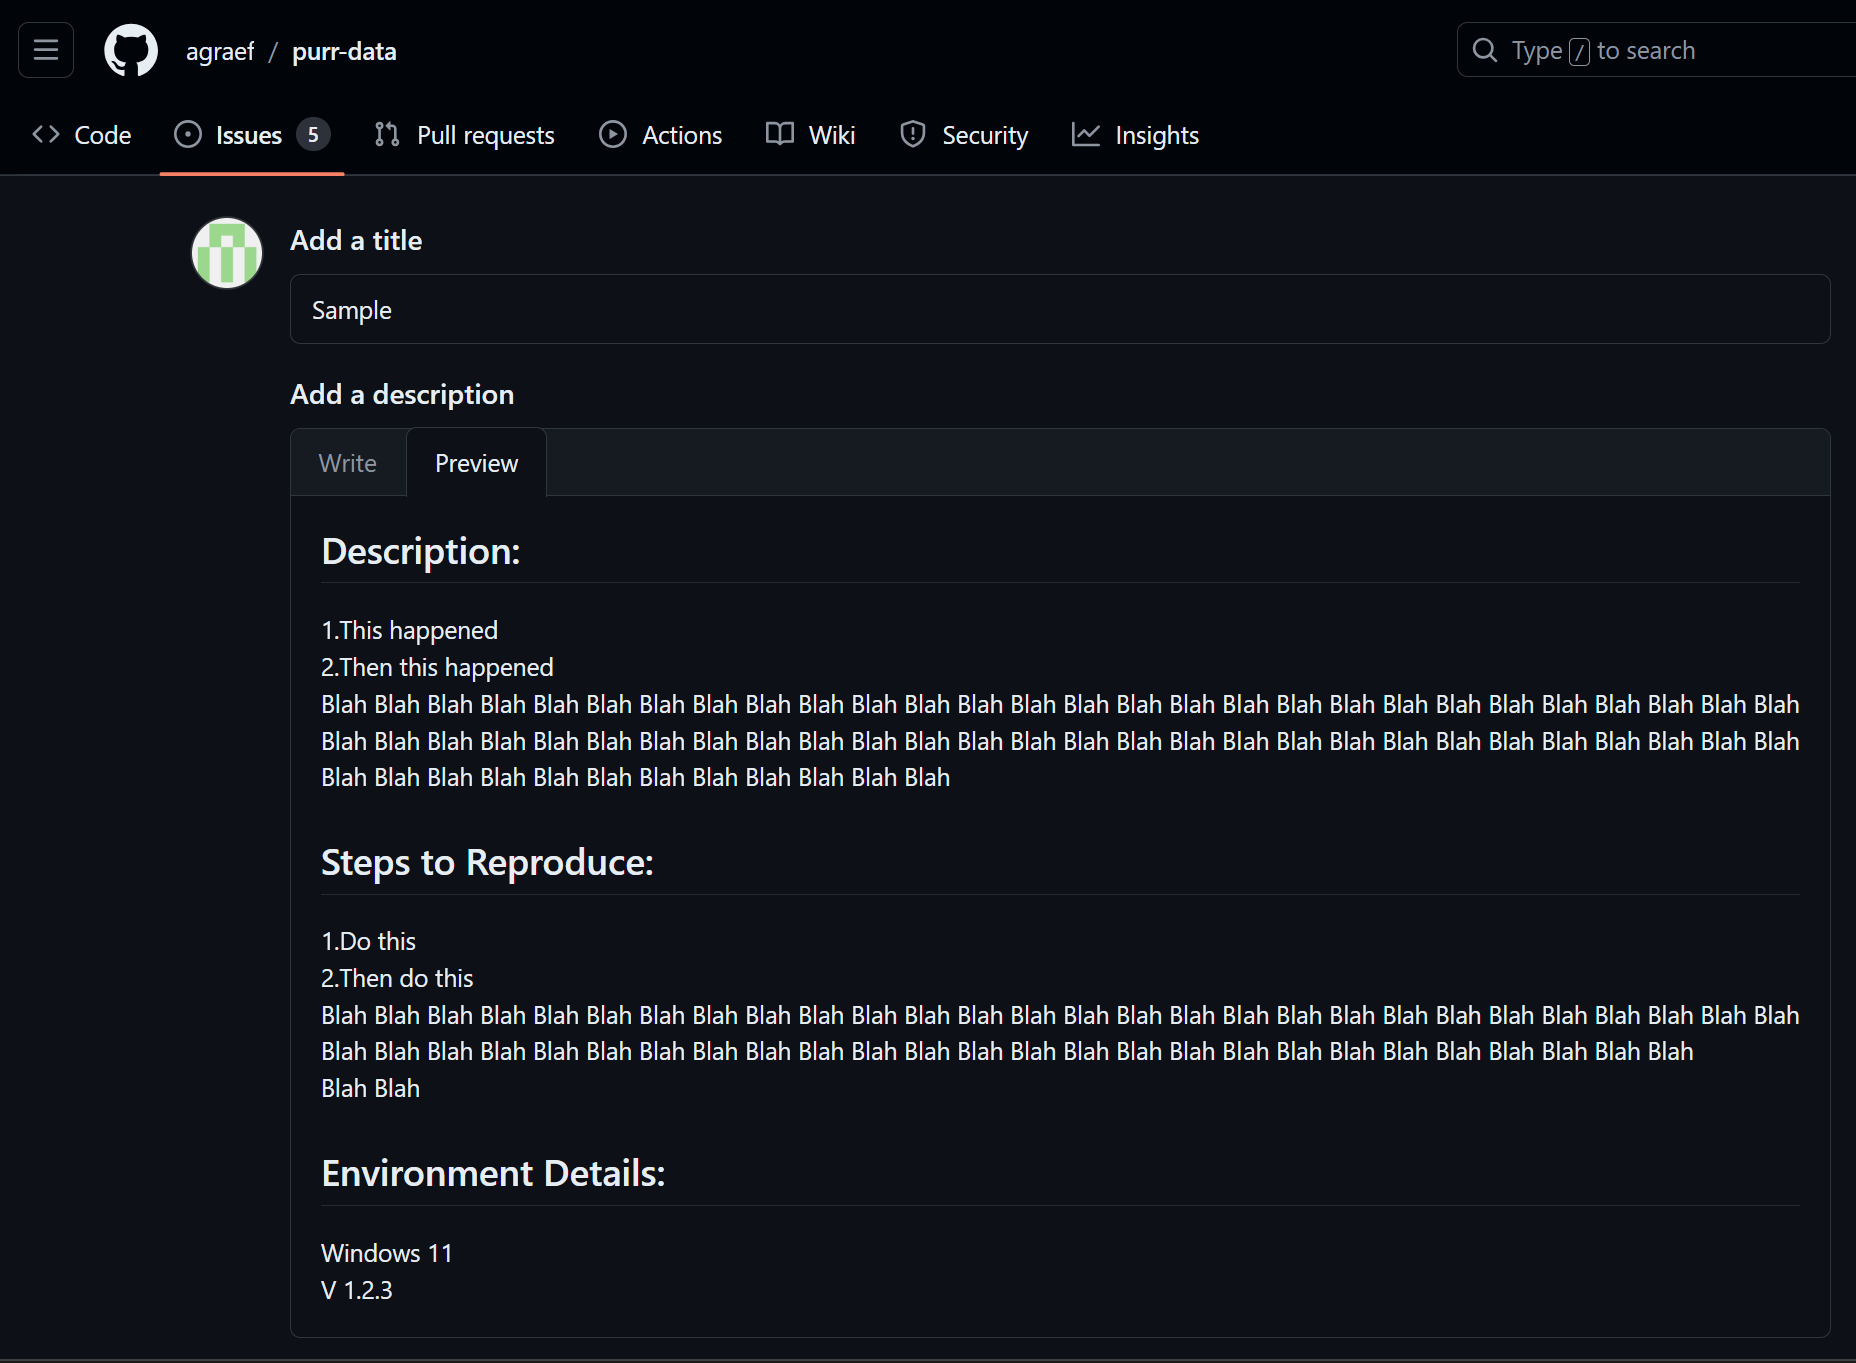 agraef / purr-data
Type / to search
Code
Issues 5
Pull requests
Actions
Wiki
Security
Insights
Add a title
Sample
Add a description
Write
Preview
Description:
1.This happened
2.Then this happened
Blah Blah Blah Blah Blah Blah Blah Blah Blah Blah Blah Blah Blah Blah Blah Blah Blah Blah Blah Blah Blah Blah Blah Blah Blah Blah Blah Blah
Blah Blah Blah Blah Blah Blah Blah Blah Blah Blah Blah Blah Blah Blah Blah Blah Blah Blah Blah Blah Blah Blah Blah Blah Blah Blah Blah Blah
Blah Blah Blah Blah Blah Blah Blah Blah Blah Blah Blah Blah
Steps to Reproduce:
1.Do this
2.Then do this
Blah Blah Blah Blah Blah Blah Blah Blah Blah Blah Blah Blah Blah Blah Blah Blah Blah Blah Blah Blah Blah Blah Blah Blah Blah Blah Blah Blah
Blah Blah Blah Blah Blah Blah Blah Blah Blah Blah Blah Blah Blah Blah Blah Blah Blah Blah Blah Blah Blah Blah Blah Blah Blah Blah
Blah Blah
Environment Details:
Windows 11
V 1.2.3